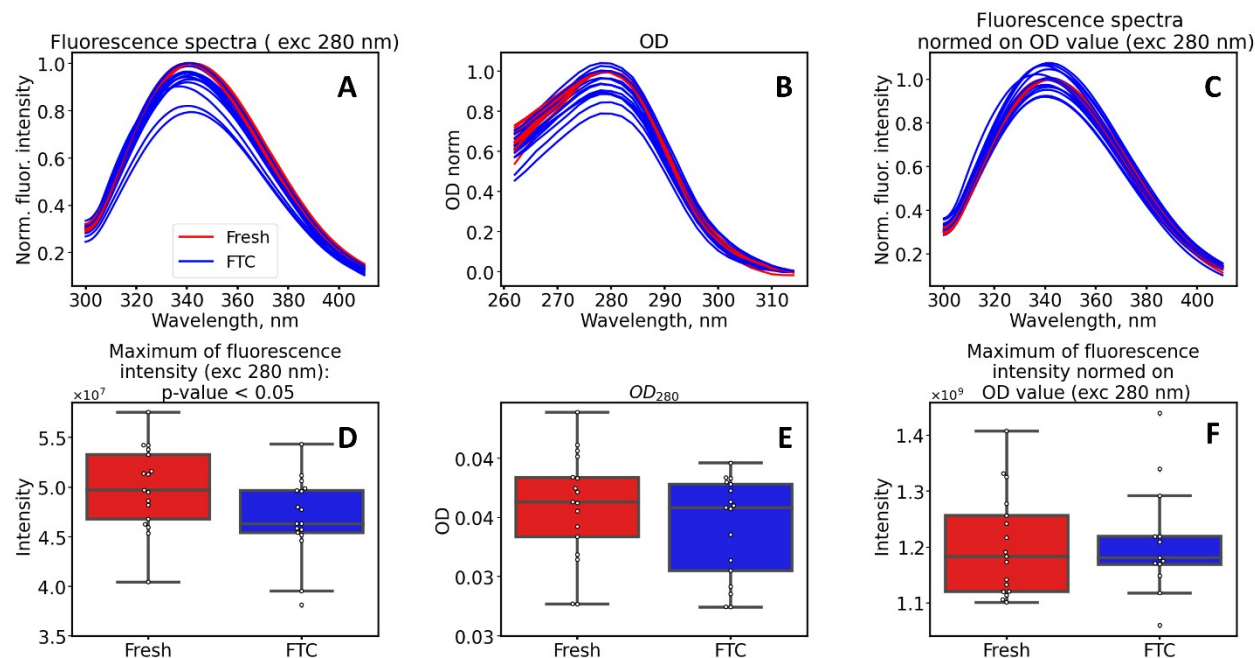 Fluorescence spectra ( exc 280 nm)
A
Norm. fluor. intensity
1.0
0.8
0.6
0.4
0.2
Fresh
FTC
300 320 340 360 380 400
Wavelength, nm
OD
B
OD norm
1.0
0.8
0.6
0.4
0.2
0.0
260 270 280 290 300 310
Wavelength, nm
Fluorescence spectra
normed on OD value (exc 280 nm)
C
Norm. fluor. intensity
1.2
1.0
0.8
0.6
0.4
0.2
300 320 340 360 380 400
Wavelength, nm
Maximum of fluorescence
intensity (exc 280 nm):
p-value < 0.05
×10⁷
D
Intensity
5.5
5.0
4.5
4.0
3.5
Fresh FTC
OD₂₈₀
E
OD
0.04
0.04
0.03
0.03
Fresh FTC
Maximum of fluorescence
intensity normed on
OD value (exc 280 nm)
×10⁹
F
Intensity
1.4
1.3
1.2
1.1
Fresh FTC